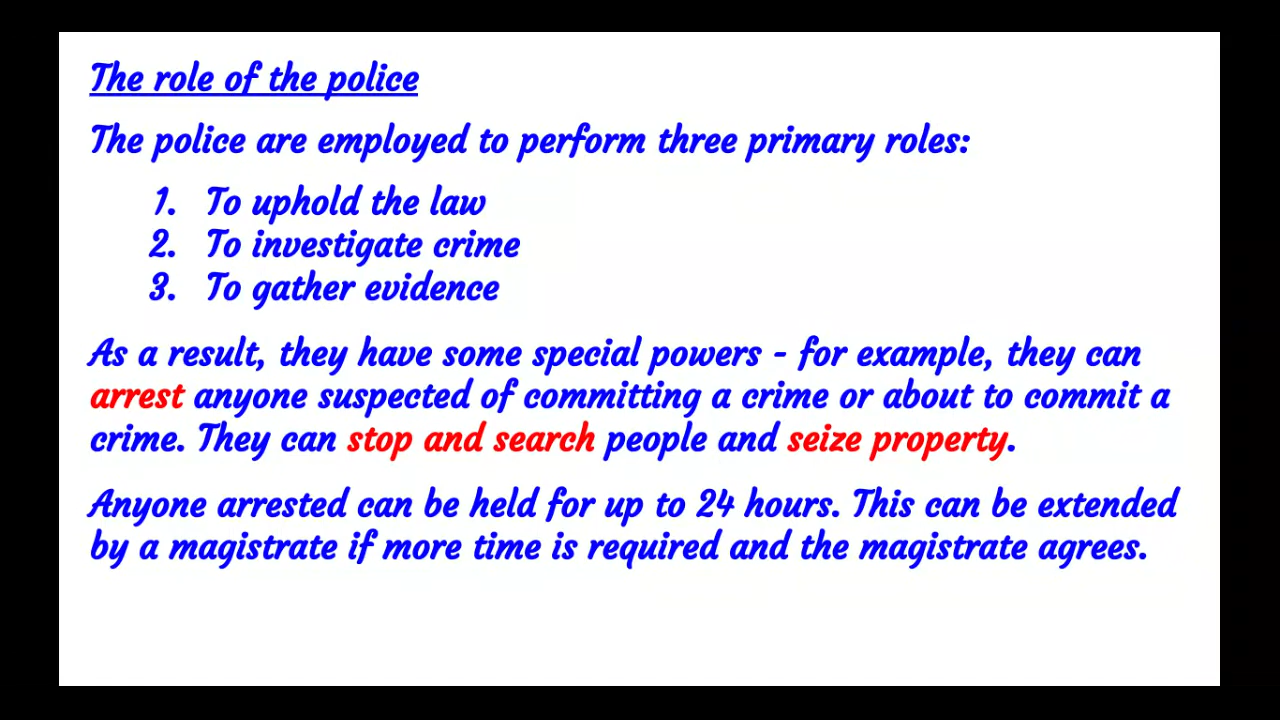 The role of the police
The police are employed to perform three primary roles:
1. To uphold the law
2. To investigate crime
3. To gather evidence
As a result, they have some special powers - for example, they can
arrest anyone suspected of committing a crime or about to commit a
crime. They can stop and search people and seize property.
Anyone arrested can be held for up to 24 hours. This can be extended
by a magistrate if more time is required and the magistrate agrees.